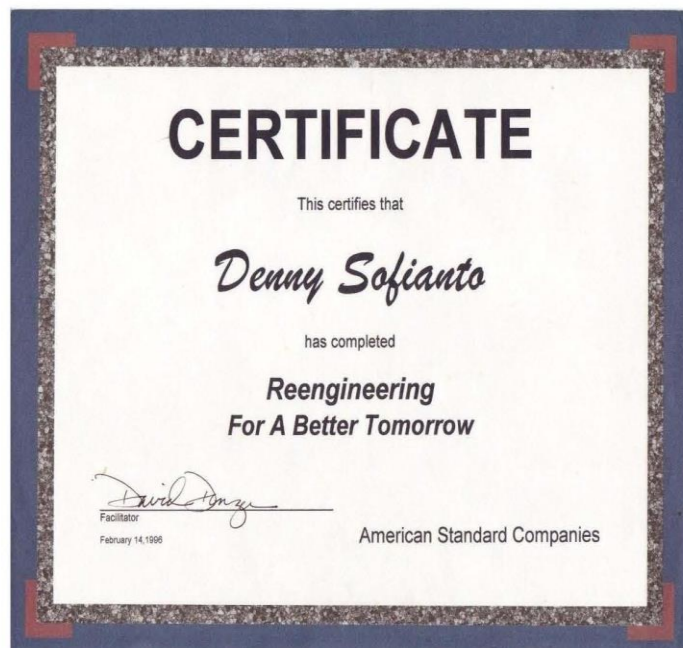 CERTIFICATE
This certifies that
Denny Sofianto
has completed
Reengineering
For A Better Tomorrow
David
Facilitator
February 14,1996
American Standard Companies